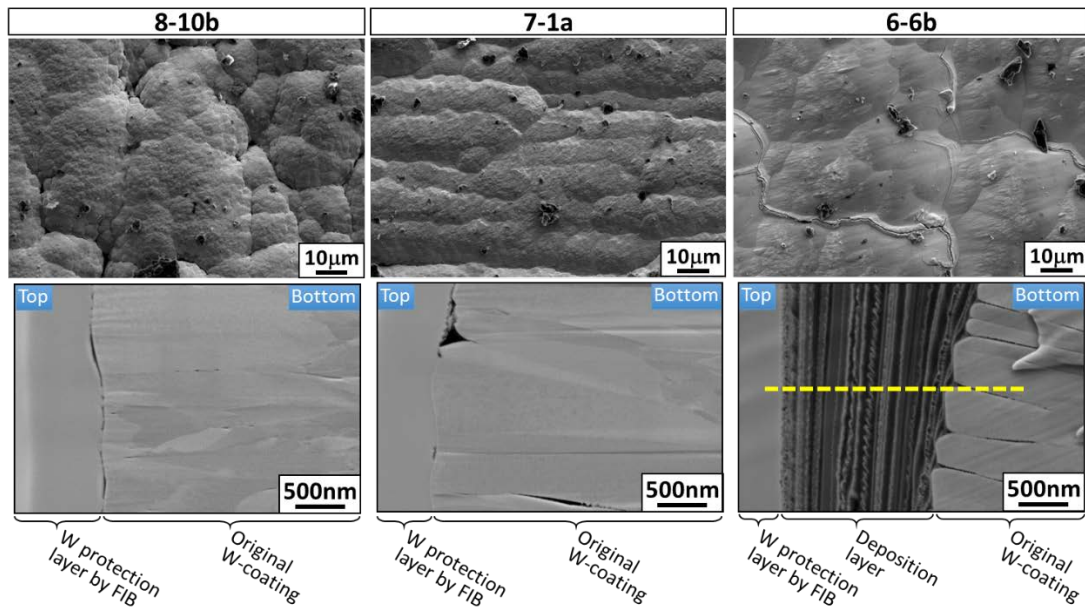 8-10b
7-1a
6-6b
10μm
10μm
10μm
Top
Bottom
Top
Bottom
Top
Bottom
500nm
500nm
500nm
W protection
layer by FIB
Original
W-coating
W protection
layer by FIB
Original
W-coating
W protection
layer by FIB
Deposition
layer
Original
W-coating